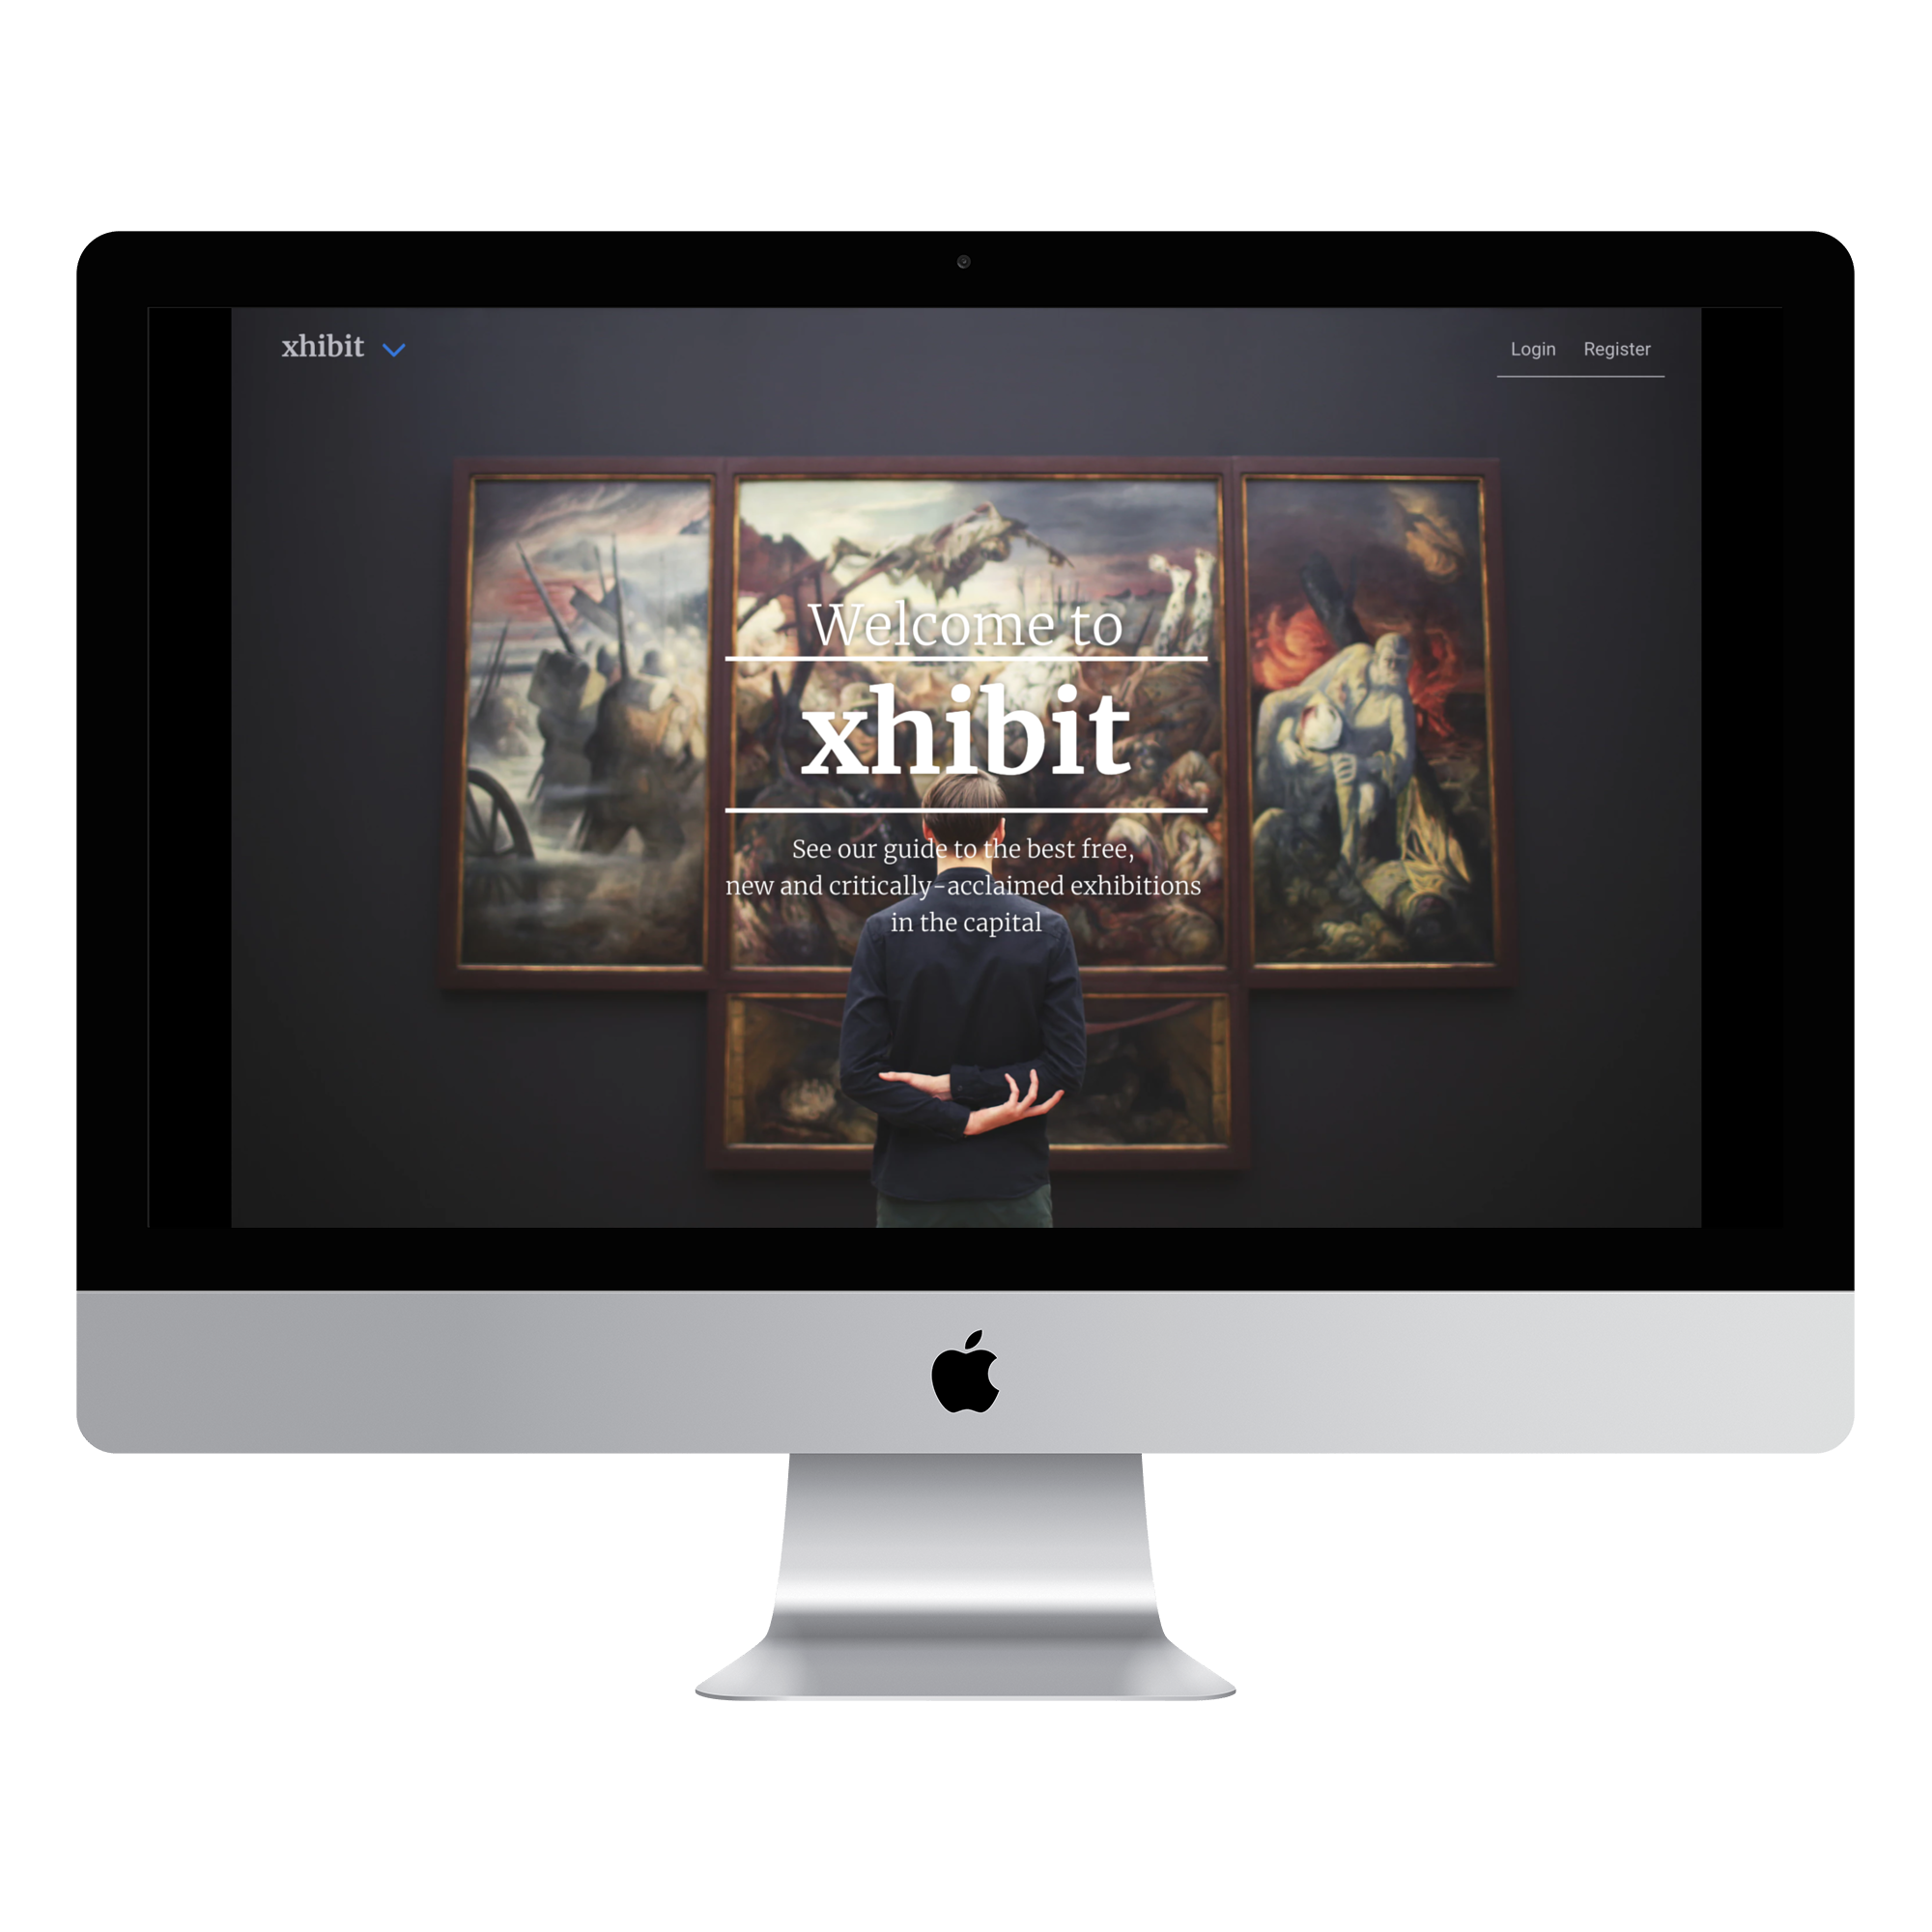 xhibit
Login Register
Welcome to
xhibit
See our guide to the best free,
new and critically-acclaimed exhibitions
in the capital